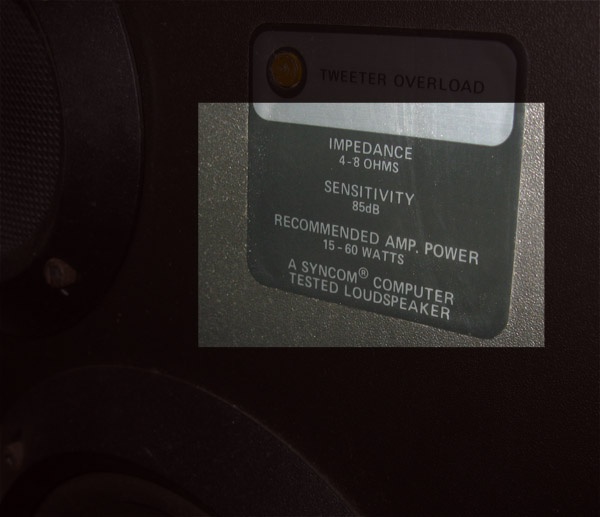 TWEETER OVERLOAD
IMPEDANCE
4-8 OHMS
SENSITIVITY
85dB
RECOMMENDED AMP. POWER
15-60 WATTS
A SYNCOM® COMPUTER
TESTED LOUDSPEAKER